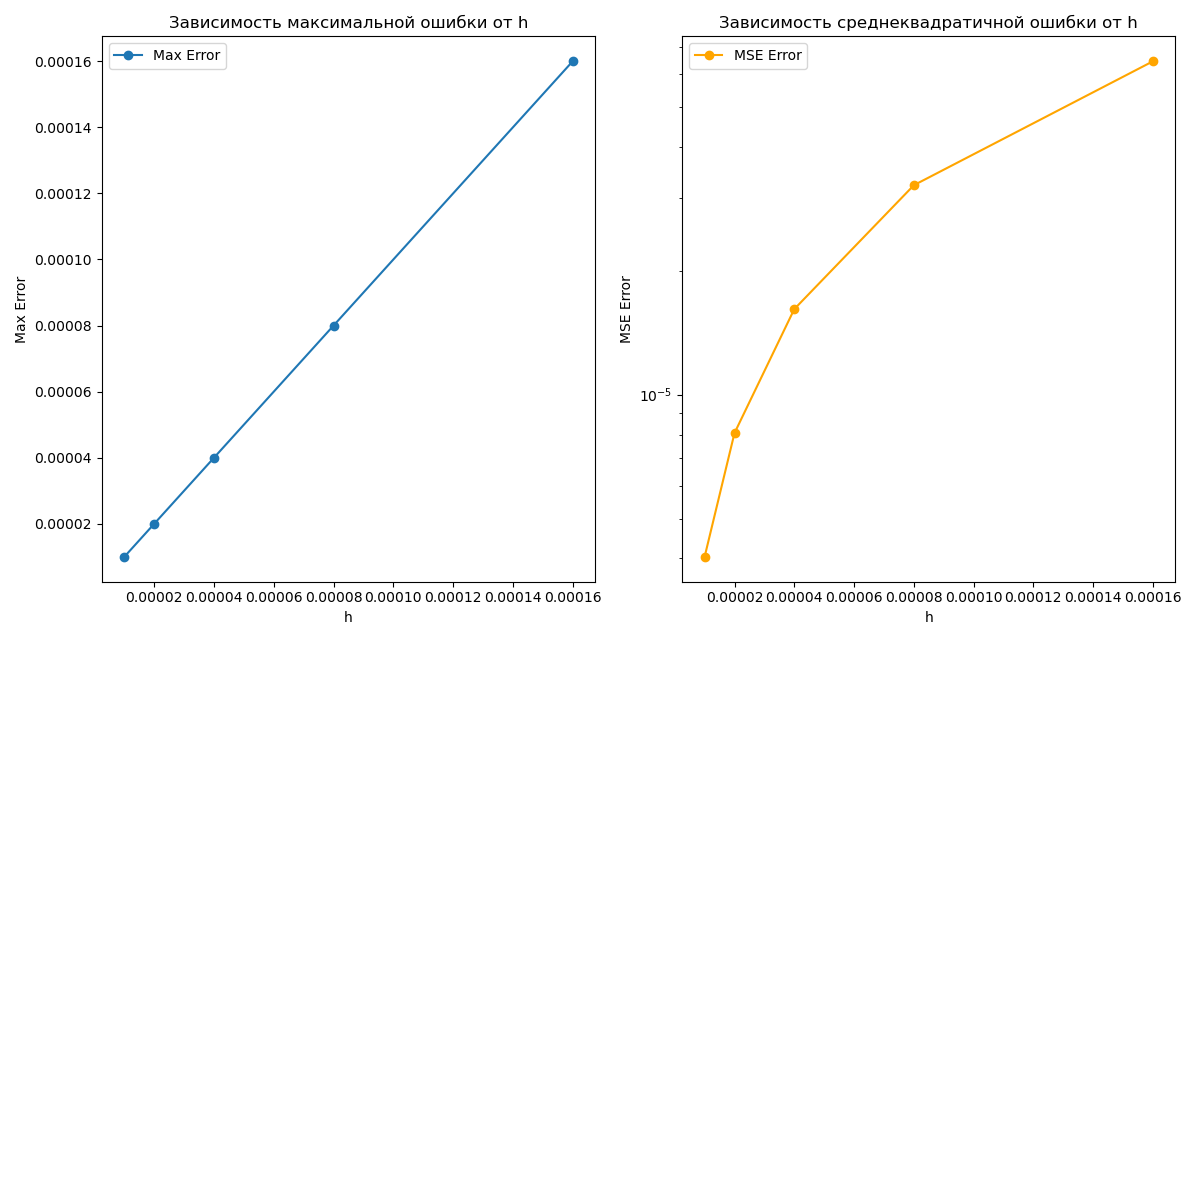 Зависимость максимальной ошибки от h
Max Error
0.00016
0.00014
0.00012
0.00010
0.00008
0.00006
0.00004
0.00002
Max Error
0.00002 0.00004 0.00006 0.00008 0.00010 0.00012 0.00014 0.00016
h
Зависимость среднеквадратичной ошибки от h
MSE Error
10⁻⁵
MSE Error
0.00002 0.00004 0.00006 0.00008 0.00010 0.00012 0.00014 0.00016
h